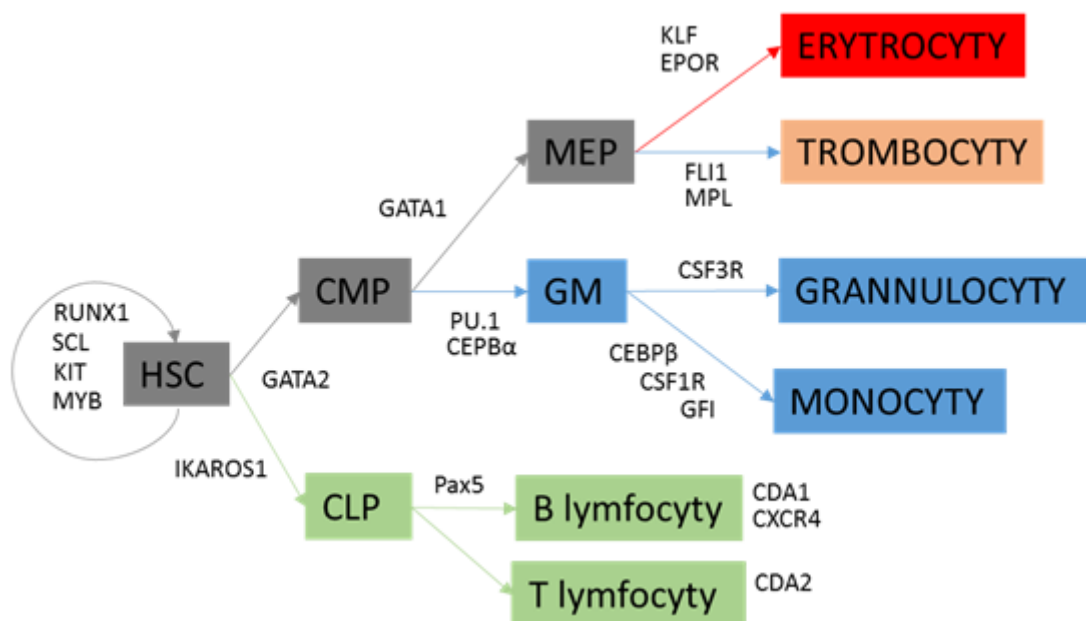 KLF
EPOR
ERYTROCYTY
MEP
FLI1
MPL
TROMBOCYTY
GATA1
CMP
PU.1
CEPBα
GM
CSF3R
GRANNULOCYTY
CEBPβ
CSF1R
GFI
MONOCYTY
RUNX1
SCL
KIT
MYB
HSC
GATA2
IKAROS1
CLP
Pax5
B lymfocyty
CDA1
CXCR4
T lymfocyty
CDA2